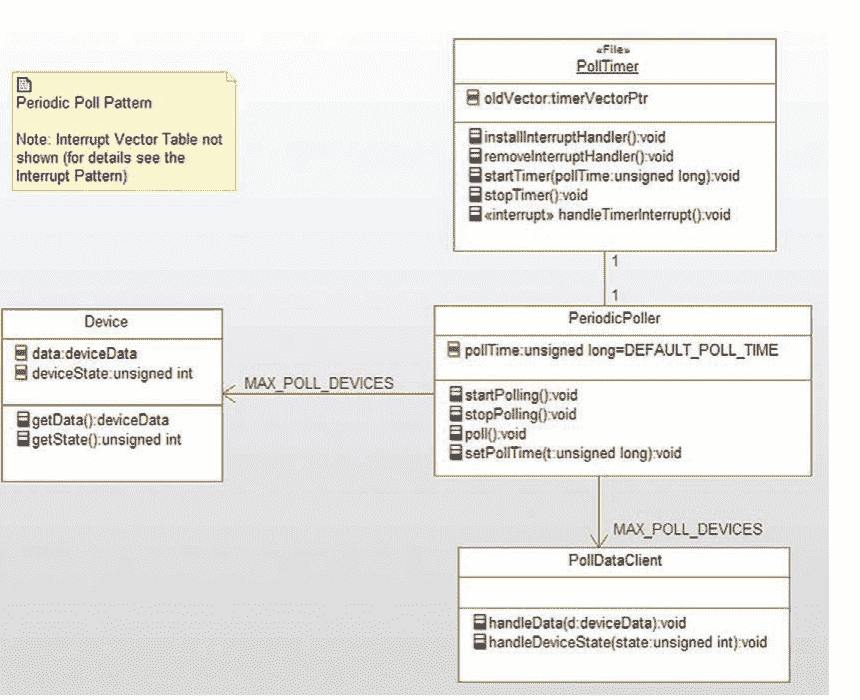 Periodic Poll Pattern
Note: Interrupt Vector Table not
shown (for details see the
Interrupt Pattern)
«File»
PollTimer
oldVector:timerVectorPtr
installInterruptHandler():void
removeInterruptHandler():void
startTimer(pollTime:unsigned long):void
stopTimer():void
«interrupt» handleTimerInterrupt():void
1
1
PeriodicPoller
pollTime:unsigned long=DEFAULT_POLL_TIME
startPolling():void
stopPolling():void
poll():void
setPollTime(t:unsigned long):void
Device
data:deviceData
deviceState:unsigned int
getData():deviceData
getState():unsigned int
MAX_POLL_DEVICES
MAX_POLL_DEVICES
PollDataClient
handleData(d:deviceData):void
handleDeviceState(state:unsigned int):void